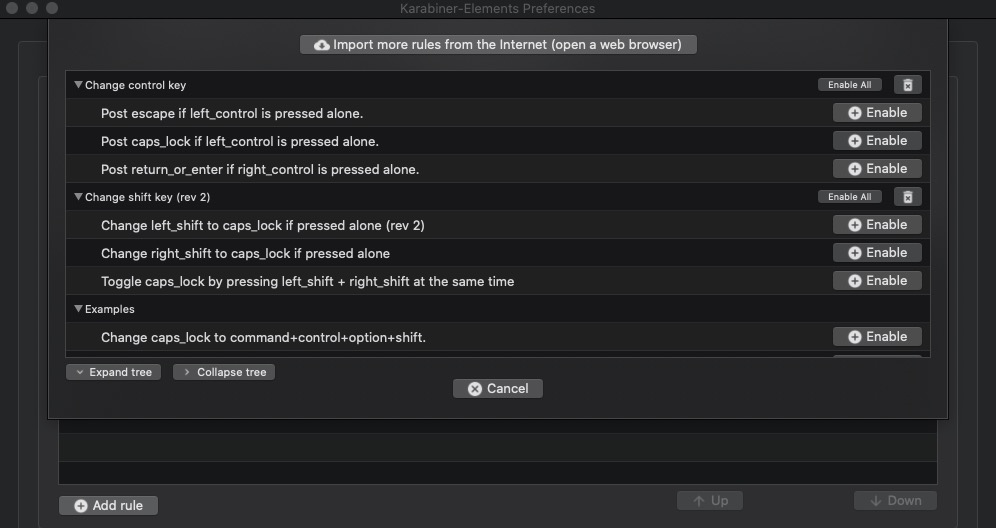 Karabiner-Elements Preferences
Import more rules from the Internet (open a web browser)
Change control key Enable All
Post escape if left_control is pressed alone. Enable
Post caps_lock if left_control is pressed alone. Enable
Post return_or_enter if right_control is pressed alone. Enable
Change shift key (rev 2) Enable All
Change left_shift to caps_lock if pressed alone (rev 2) Enable
Change right_shift to caps_lock if pressed alone Enable
Toggle caps_lock by pressing left_shift + right_shift at the same time Enable
Examples
Change caps_lock to command+control+option+shift. Enable
Expand tree Collapse tree
Cancel
Add rule Up Down